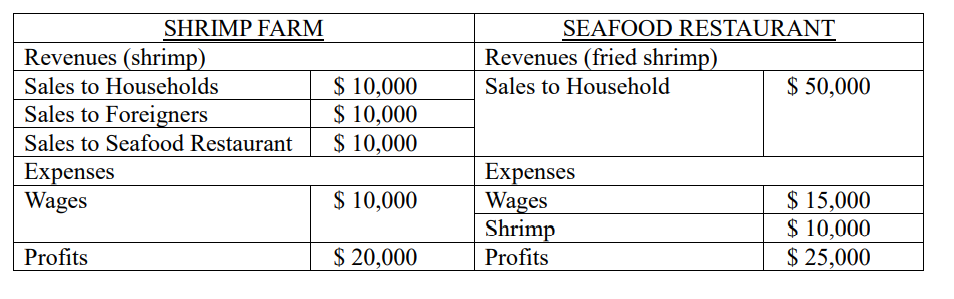 SHRIMP FARM SEAFOOD RESTAURANT
Revenues (shrimp) Revenues (fried shrimp)
Sales to Households $ 10,000 Sales to Household $ 50,000
Sales to Foreigners $ 10,000
Sales to Seafood Restaurant $ 10,000
Expenses Expenses
Wages $ 10,000 Wages $ 15,000
Shrimp $ 10,000
Profits $ 20,000 Profits $ 25,000